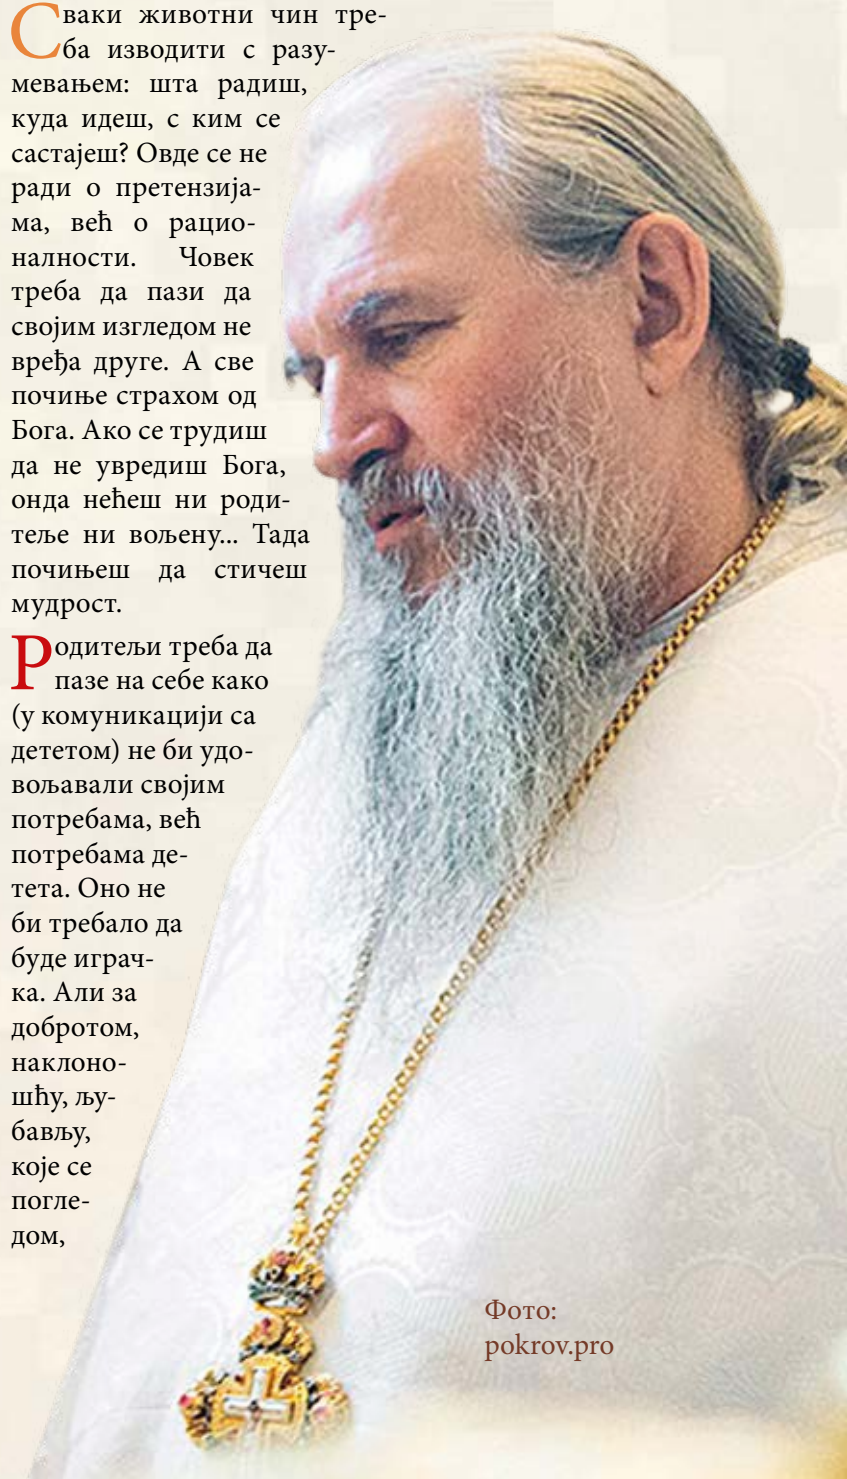 Сваки животни чин тре-
ба изводити с разу-
мевањем: шта радиш,
куда идеш, с ким се
састајеш? Овде се не
ради о претензија-
ма, већ о рацио-
налности. Човек
треба да пази да
својим изгледом не
вређа друге. А све
почиње страхом од
Бога. Ако се трудиш
да не увредиш Бога,
онда нећеш ни роди-
теље ни вољену... Тада
почињеш да стичеш
мудрост.
Родитељи треба да
пазе на себе како
(у комуникацији са
дететом) не би удо-
вољавали својим
потребама, већ
потребама де-
тета. Оно не
би требало да
буде играч-
ка. Али за
добротом,
наклоно-
шћу, љу-
бављу,
које се
погле-
дом,
Фото:
pokrov.pro